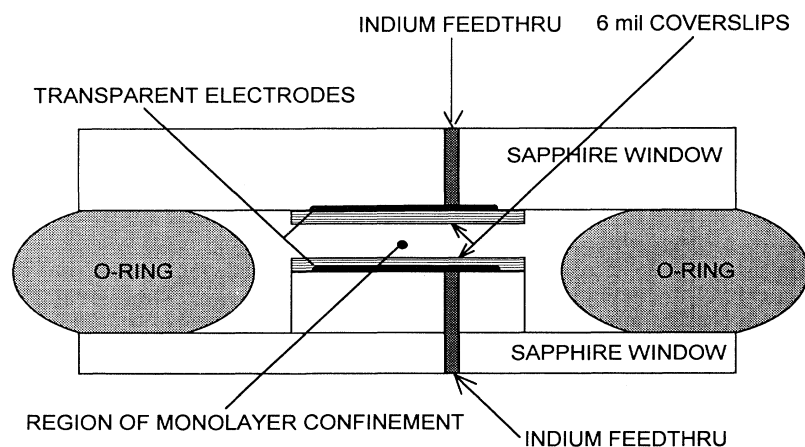 INDIUM FEEDTHRU
6 mil COVERSLIPS
TRANSPARENT ELECTRODES
SAPPHIRE WINDOW
O-RING
O-RING
SAPPHIRE WINDOW
REGION OF MONOLAYER CONFINEMENT
INDIUM FEEDTHRU